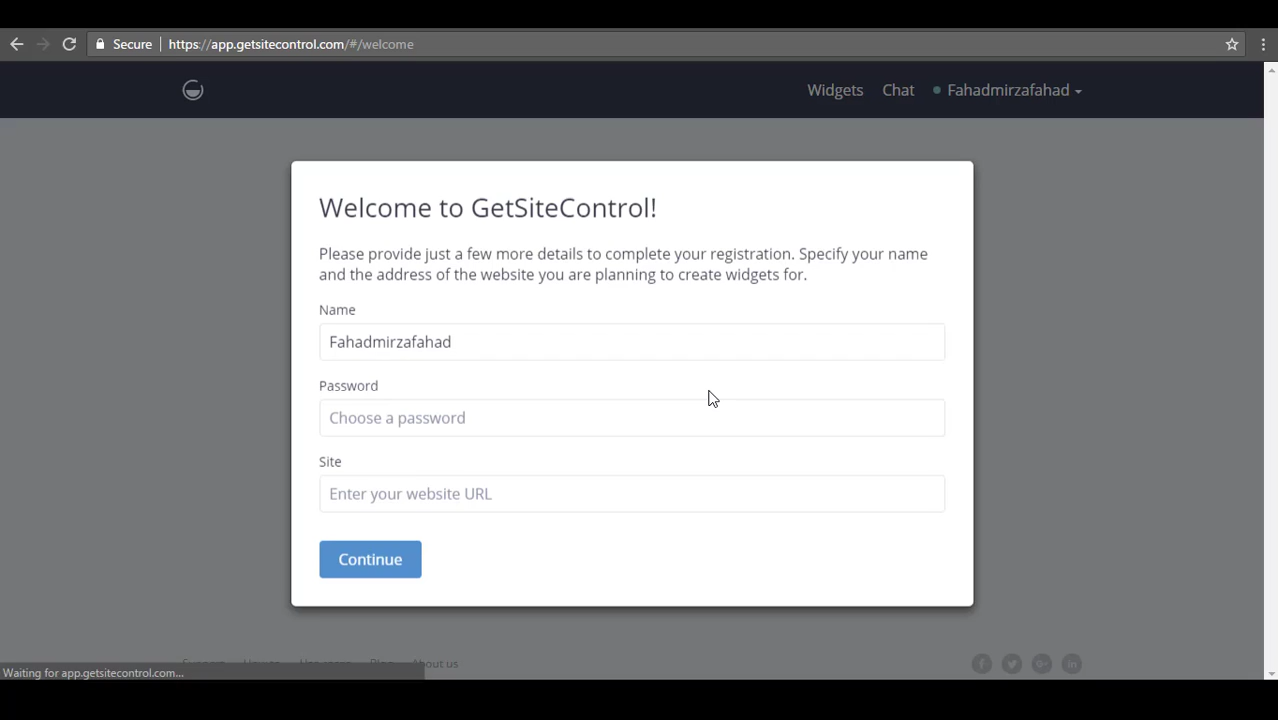 Secure https://app.getsitecontrol.com/#/welcome
Widgets Chat Fahadmirzafahad
Welcome to GetSiteControl!
Please provide just a few more details to complete your registration. Specify your name
and the address of the website you are planning to create widgets for.
Name
Fahadmirzafahad
Password
Choose a password
Site
Enter your website URL
Continue
About us
Waiting for app.getsitecontrol.com...